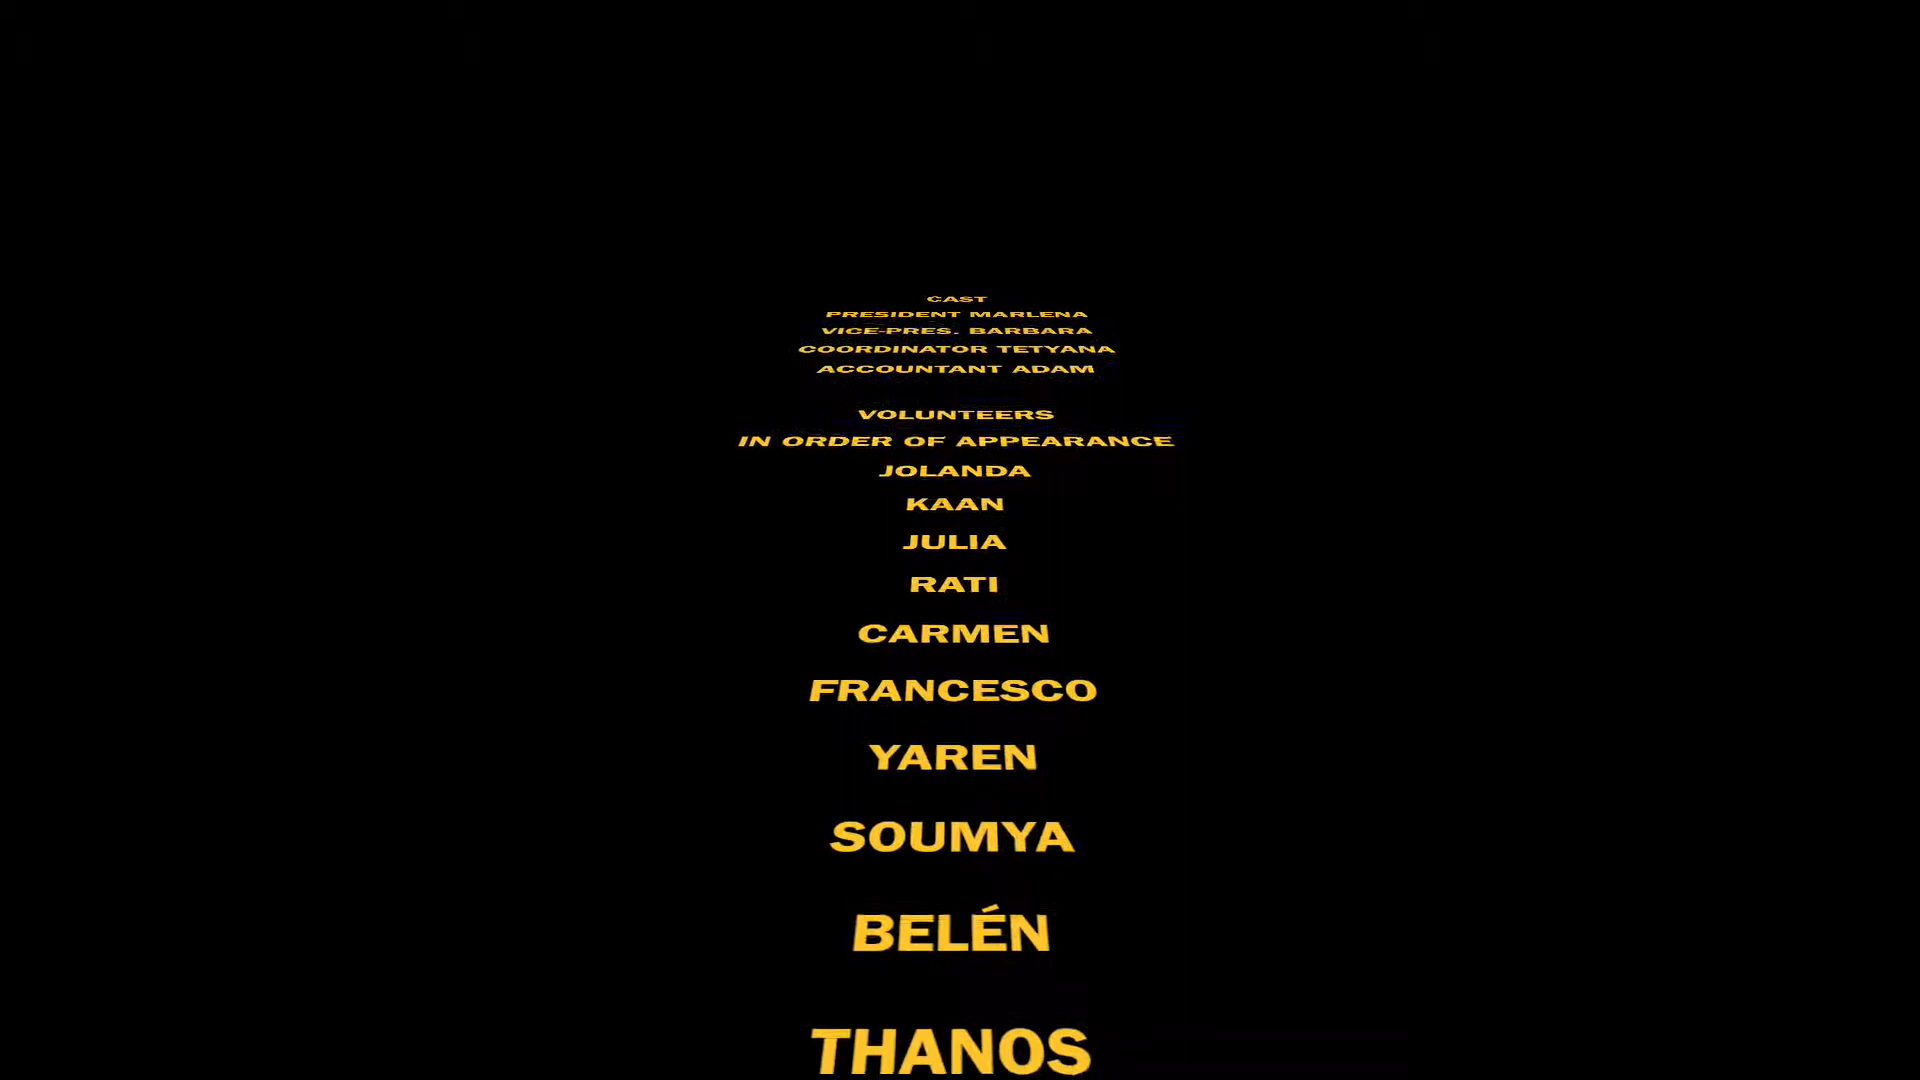 CAST
PRESIDENT MARLENA
VICE-PRES. BARBARA
COORDINATOR TETYANA
ACCOUNTANT ADAM
VOLUNTEERS
IN ORDER OF APPEARANCE
JOLANDA
KAAN
JULIA
RATI
CARMEN
FRANCESCO
YAREN
SOUMYA
BELÉN
THANOS